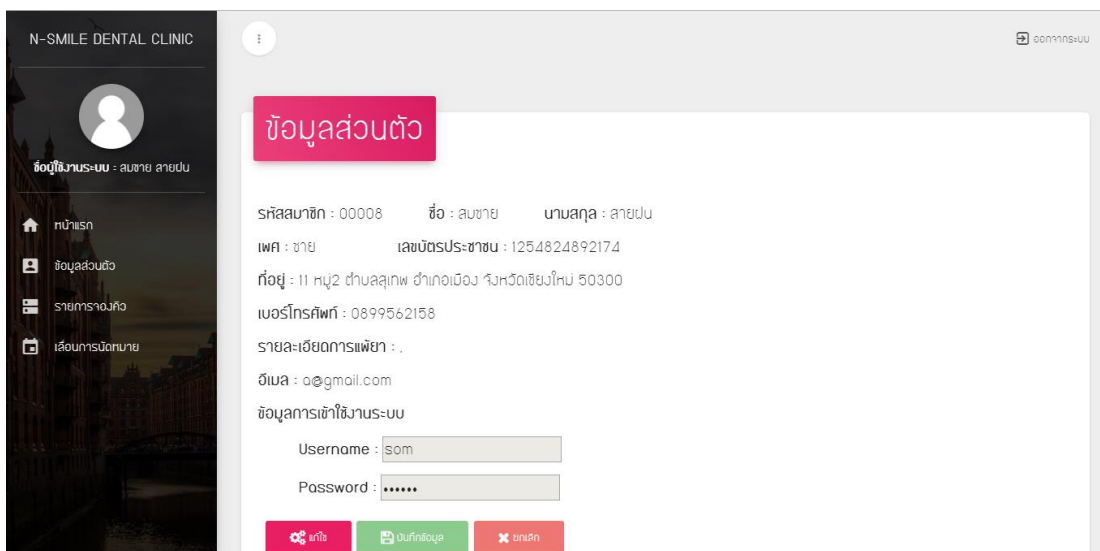 N-SMILE DENTAL CLINIC
ออกจากระบบ
ชื่อผู้ใช้งานระบบ : สมชาย สายฝน
หน้าแรก
ข้อมูลส่วนตัว
รายการจองคิว
เลื่อนการนัดหมาย
ข้อมูลส่วนตัว
รหัสสมาชิก : 00008 ชื่อ : สมชาย นามสกุล : สายฝน
เพศ : ชาย เลขบัตรประชาชน : 1254824892174
ที่อยู่ : 11 หมู่2 ตำบลสุเทพ อำเภอเมือง จังหวัดเชียงใหม่ 50300
เบอร์โทรศัพท์ : 0899562158
รายละเอียดการแพ้ยา : .
อีเมล : a@gmail.com
ข้อมูลการเข้าใช้งานระบบ
Username : som
Password : ••••••
แก้ไข บันทึกข้อมูล ยกเลิก